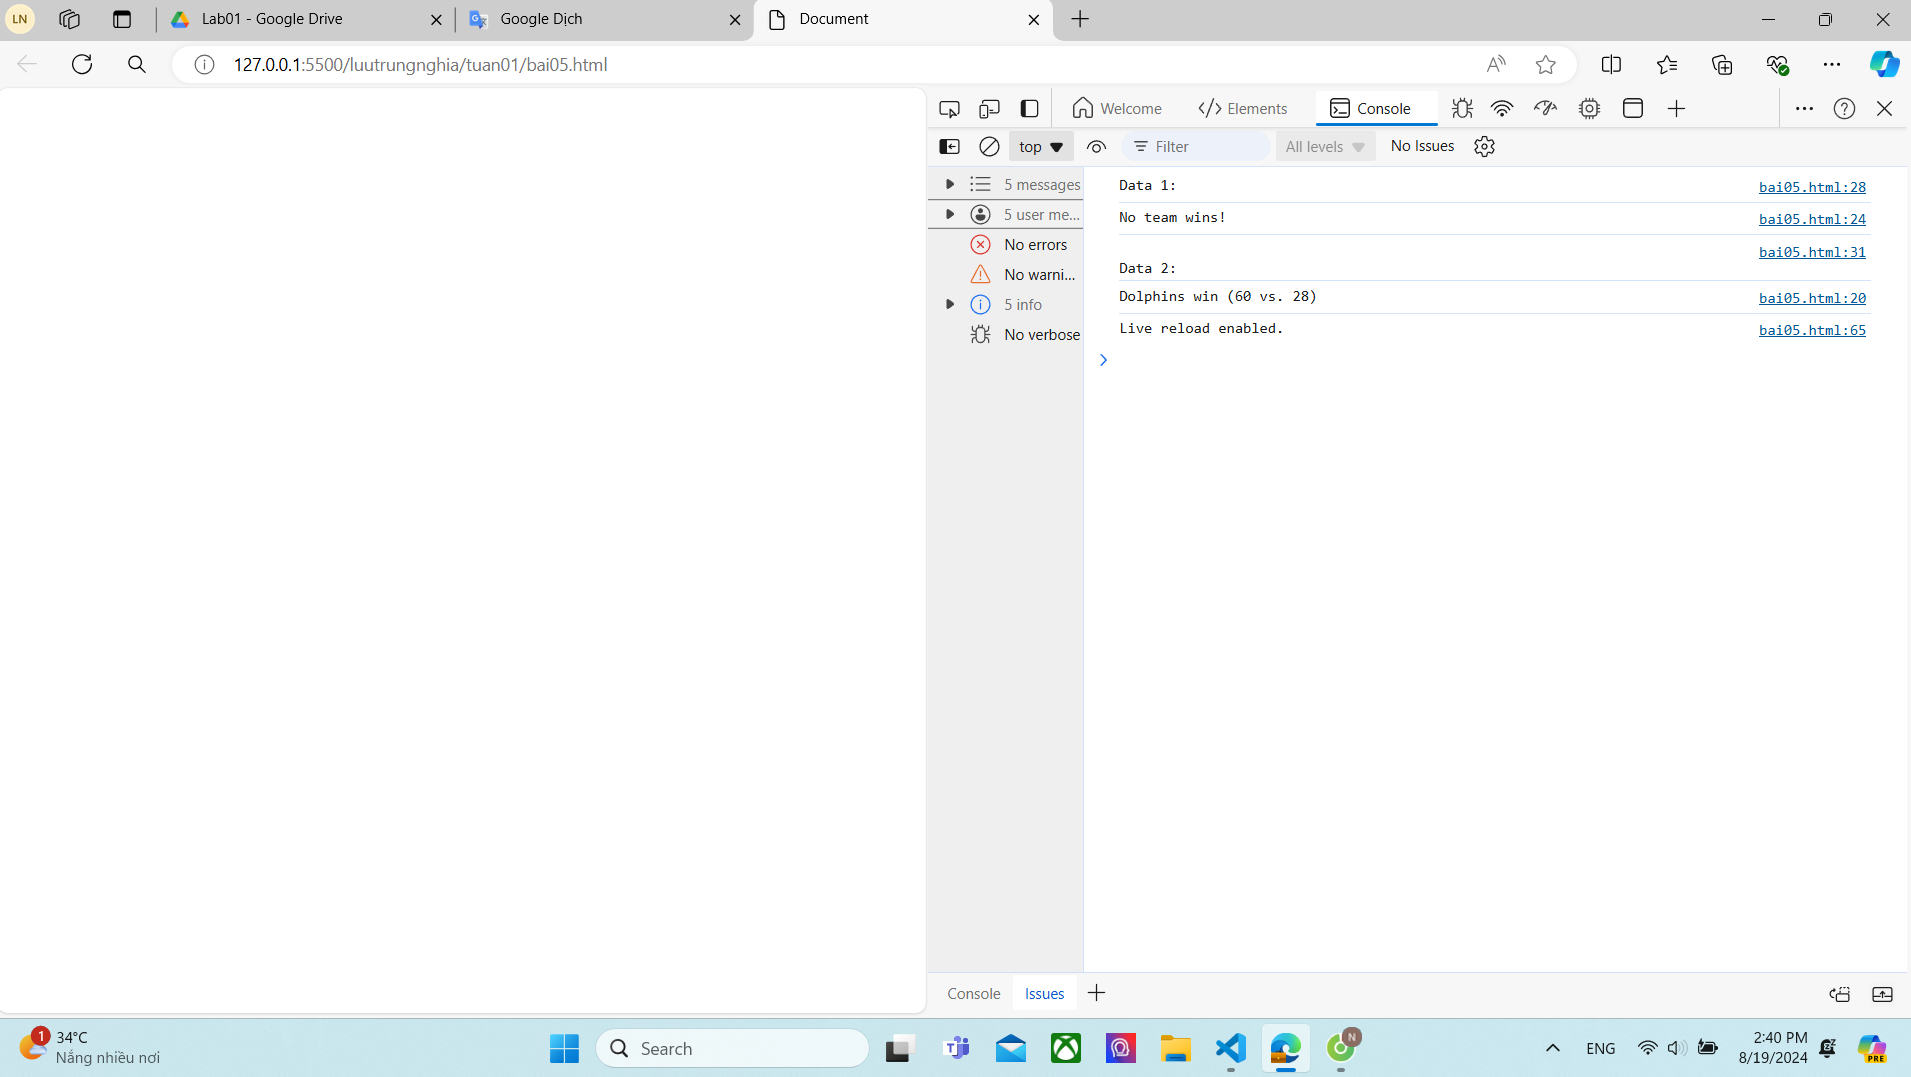 LN
Lab01 - Google Drive
Google Dịch
Document
127.0.0.1:5500/luutrungnghia/tuan01/bai05.html
Welcome
Elements
Console
top
Filter
All levels
No Issues
5 messages
5 user me...
No errors
No warni...
5 info
No verbose
Data 1:
bai05.html:28
No team wins!
bai05.html:24
bai05.html:31
Data 2:
Dolphins win (60 vs. 28)
bai05.html:20
Live reload enabled.
bai05.html:65
Console
Issues
1
34°C
Nắng nhiều nơi
Search
N
ENG
2:40 PM
8/19/2024
PRE